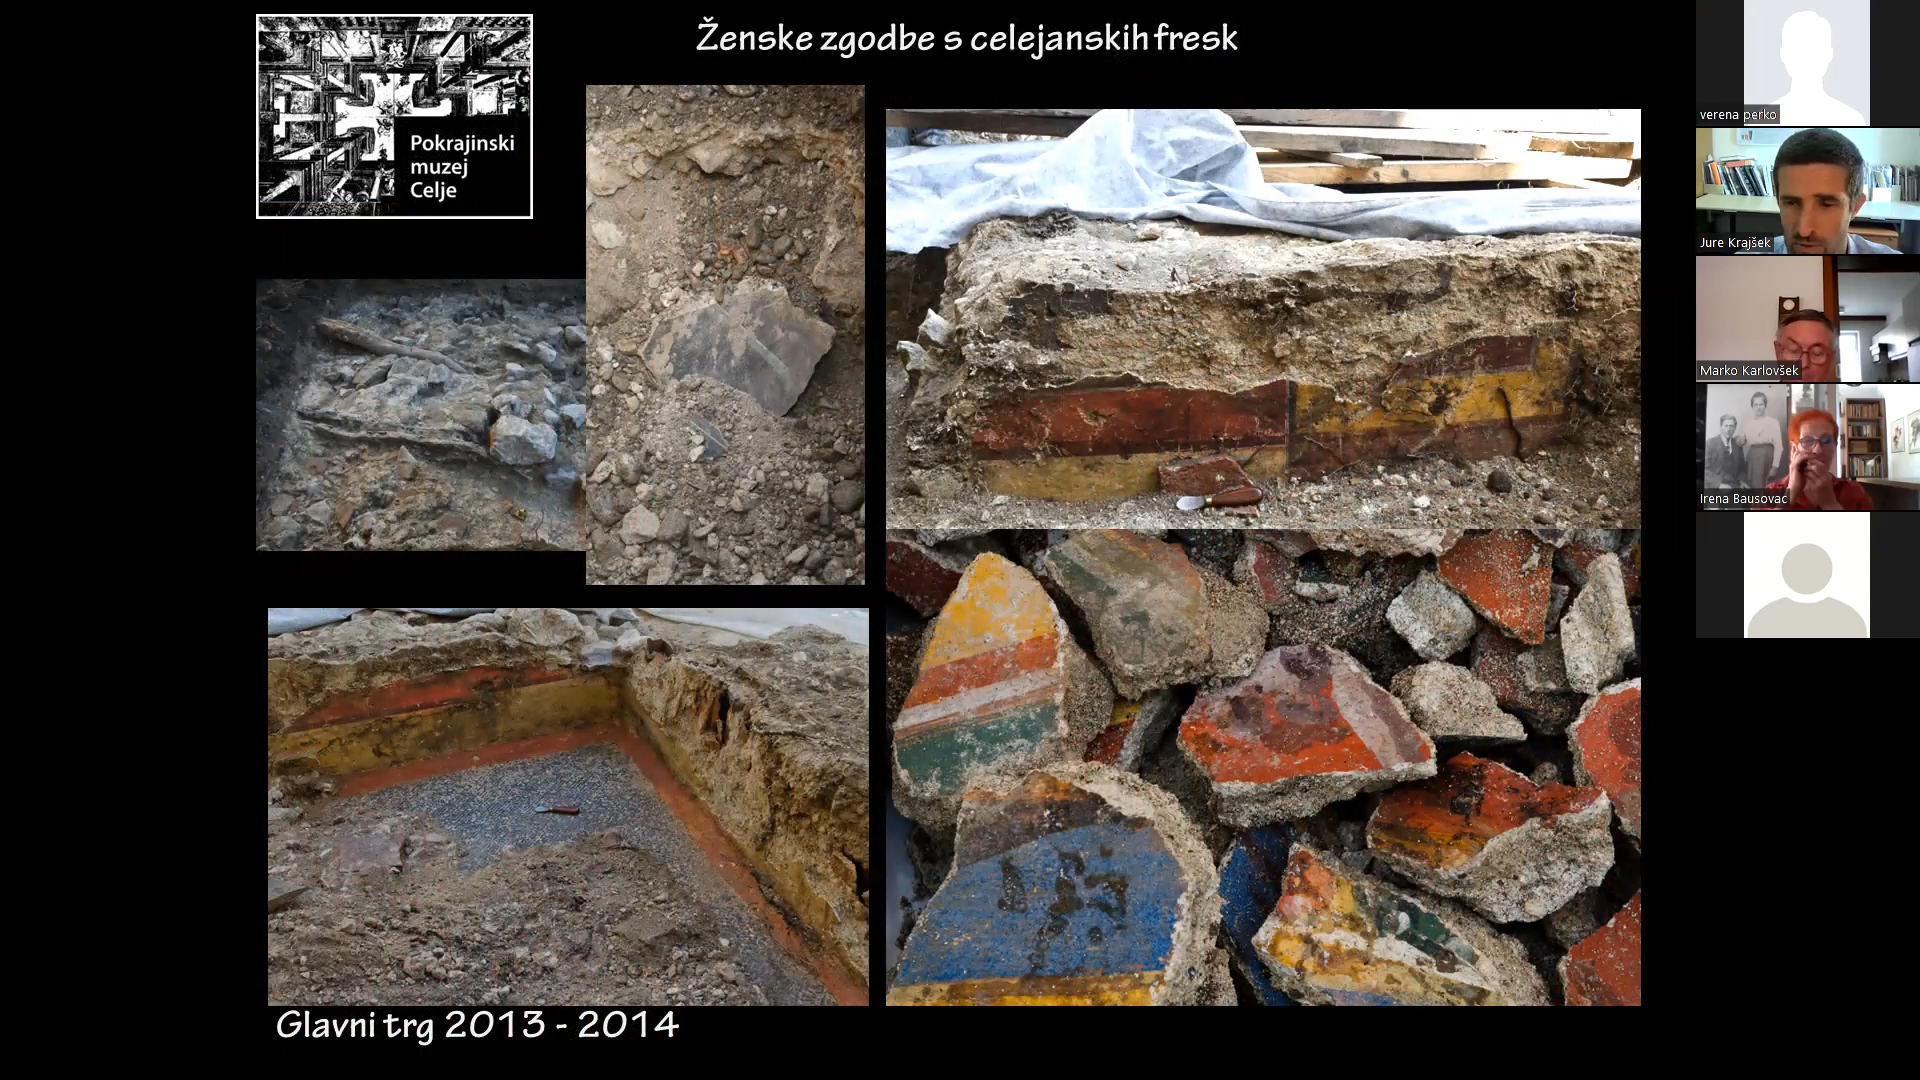 Ženske zgodbe s celejanskih fresk
Pokrajinski
muzej
Celje
Glavni trg 2013 - 2014
verena perko
Jure Krajšek
Marko Karlovšek
Irena Bausovac